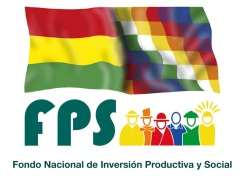 FPS
Fondo Nacional de Inversión Productiva y Social